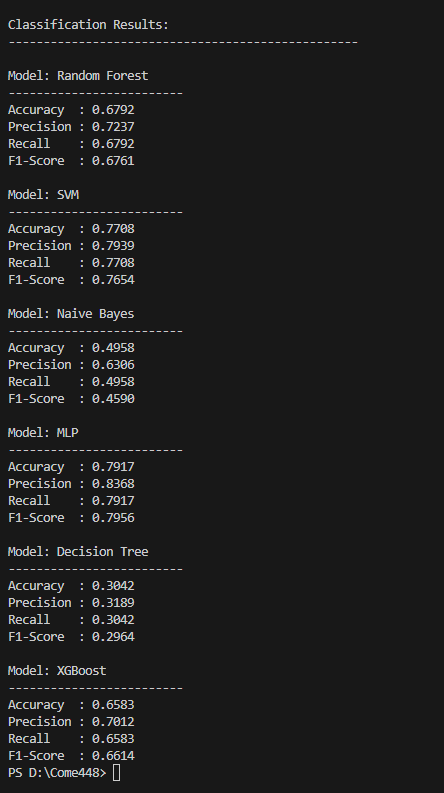 Classification Results:
--------------------------------------------------
Model: Random Forest
-------------------------
Accuracy  : 0.6792
Precision : 0.7237
Recall    : 0.6792
F1-Score  : 0.6761
Model: SVM
-------------------------
Accuracy  : 0.7708
Precision : 0.7939
Recall    : 0.7708
F1-Score  : 0.7654
Model: Naive Bayes
-------------------------
Accuracy  : 0.4958
Precision : 0.6306
Recall    : 0.4958
F1-Score  : 0.4590
Model: MLP
-------------------------
Accuracy  : 0.7917
Precision : 0.8368
Recall    : 0.7917
F1-Score  : 0.7956
Model: Decision Tree
-------------------------
Accuracy  : 0.3042
Precision : 0.3189
Recall    : 0.3042
F1-Score  : 0.2964
Model: XGBoost
-------------------------
Accuracy  : 0.6583
Precision : 0.7012
Recall    : 0.6583
F1-Score  : 0.6614
PS D:\Come448>